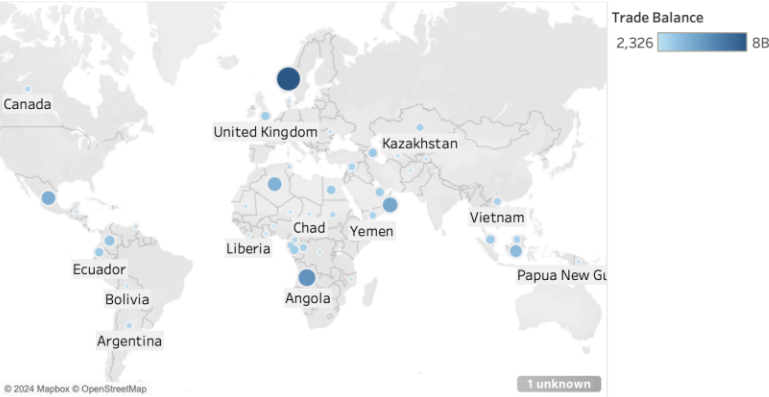 Trade Balance
2,326
8B
Canada
United Kingdom
Kazakhstan
Chad
Yemen
Vietnam
Liberia
Ecuador
Papua New Gu
Bolivia
Angola
Argentina
© 2024 Mapbox © OpenStreetMap
1 unknown